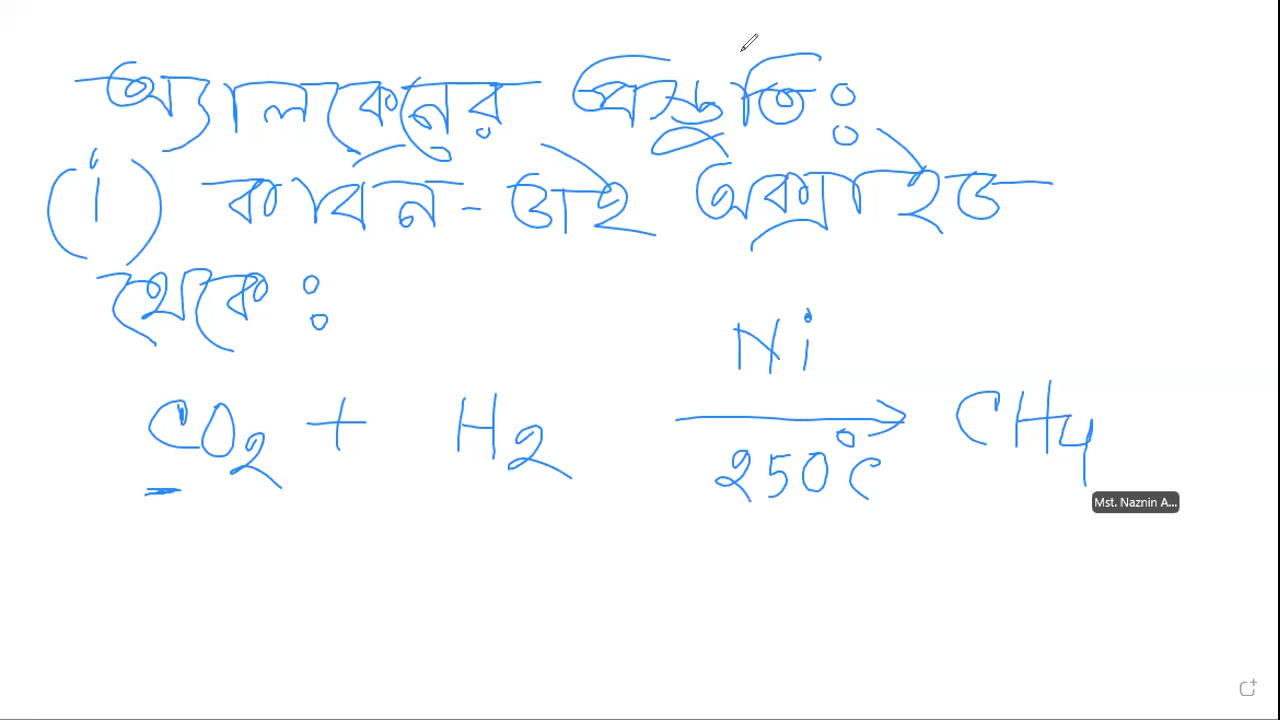 অ্যালকেনের প্রস্তুতিঃ
(i) কার্বন-ডাই অক্সাইড
থেকেঃ
Ni
CO2 + H2 → CH4
250°C
Mst. Naznin A...